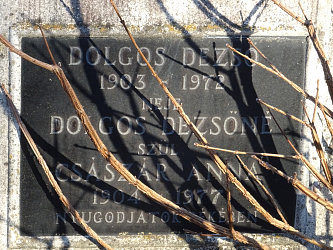 DOLGOS DEZSŐ
1903 1972
NEJE
DOLGOS DEZSŐNÉ
SZÜL
CSÁSZÁR ANNA
1904 1977
NYUGODJATOK BÉKÉBEN